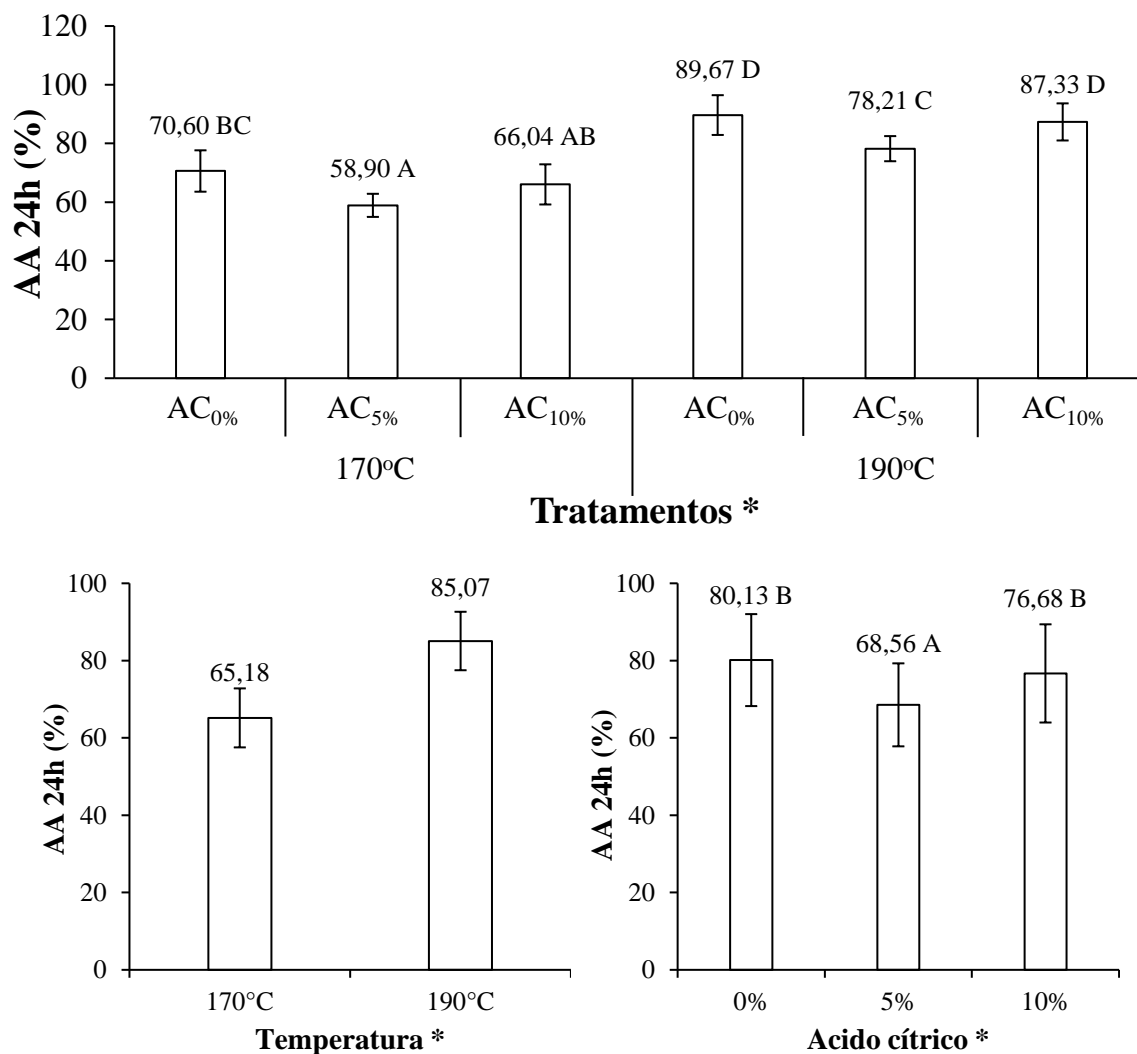 AA 24h (%)
120
100
80
60
40
20
0
70,60 BC
58,90 A
66,04 AB
89,67 D
78,21 C
87,33 D
AC0% AC5% AC10% AC0% AC5% AC10%
170ºC 190ºC
Tratamentos *
AA 24h (%)
100
80
60
40
20
0
65,18
85,07
170°C 190°C
Temperatura *
AA 24h (%)
100
80
60
40
20
0
80,13 B
68,56 A
76,68 B
0% 5% 10%
Acido cítrico *